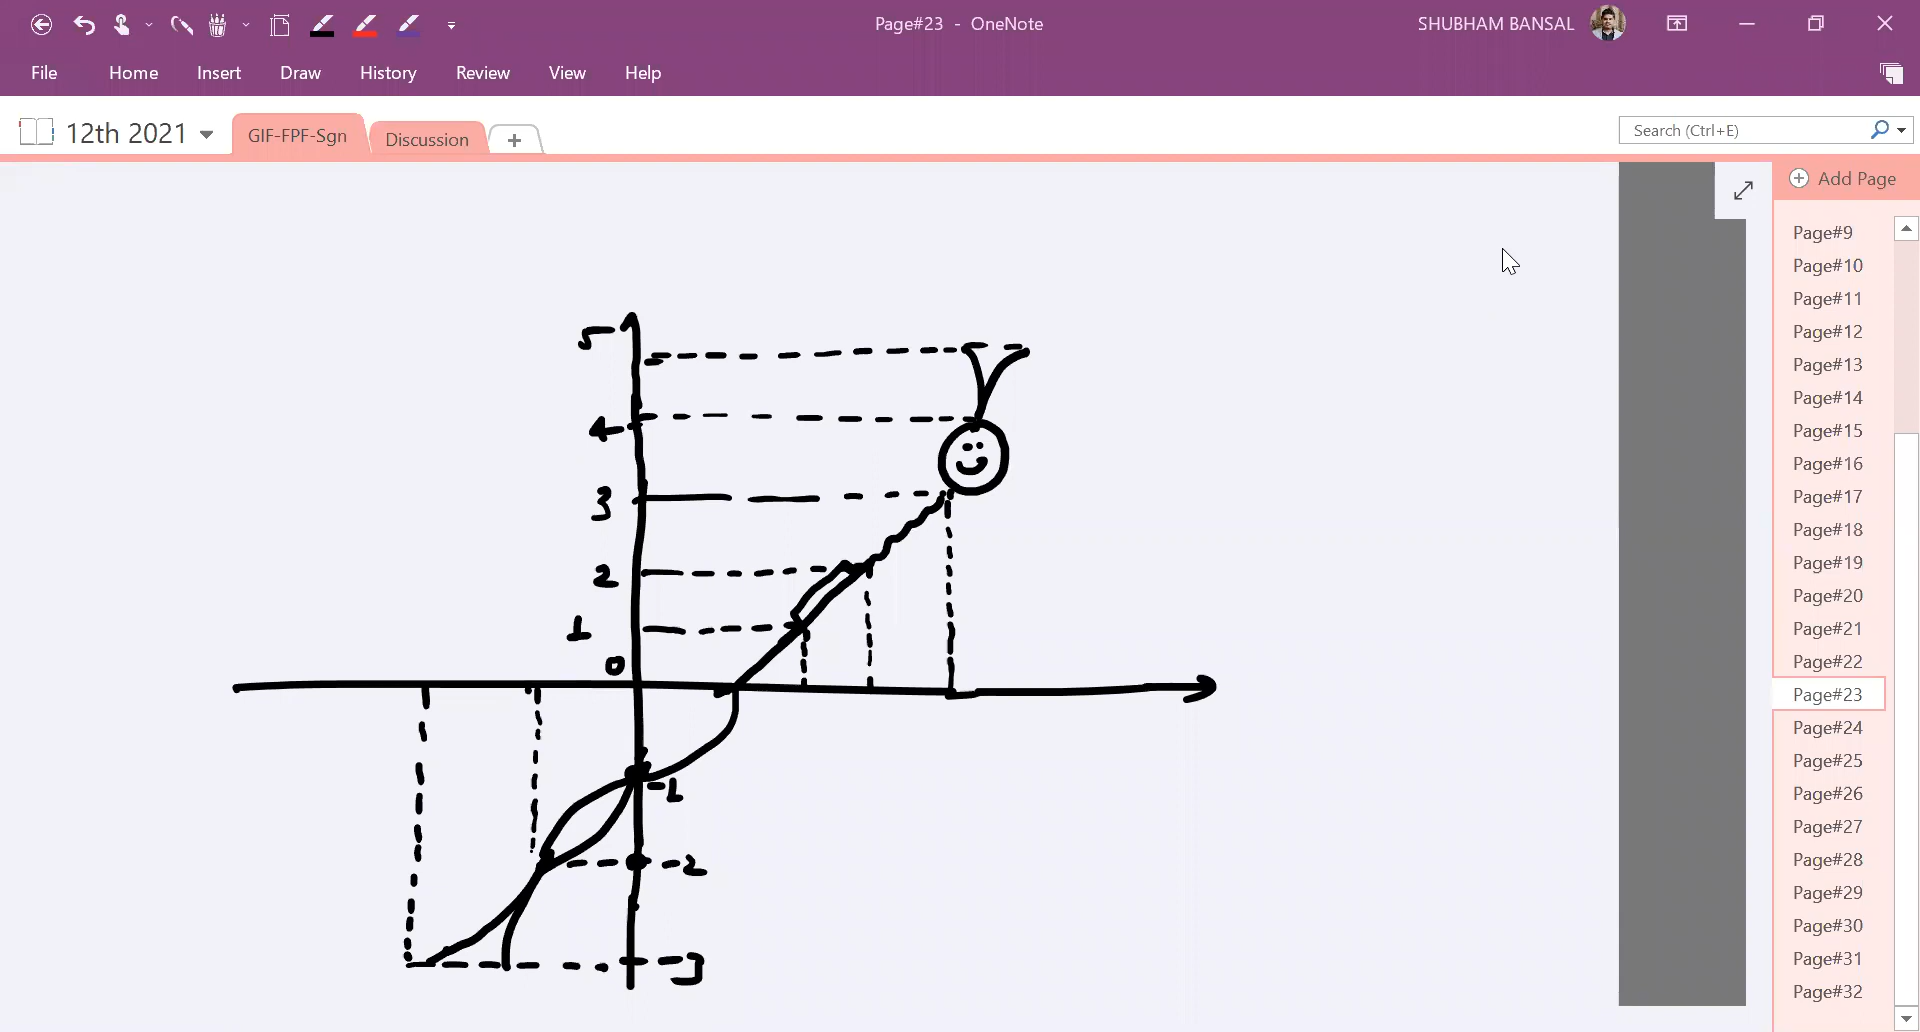 Page#23 - OneNote
SHUBHAM BANSAL
File Home Insert Draw History Review View Help
12th 2021
GIF-FPF-Sgn
Discussion
Search (Ctrl+E)
Add Page
Page#9
Page#10
Page#11
Page#12
Page#13
Page#14
Page#15
Page#16
Page#17
Page#18
Page#19
Page#20
Page#21
Page#22
Page#23
Page#24
Page#25
Page#26
Page#27
Page#28
Page#29
Page#30
Page#31
Page#32
5
4
3
2
1
0
-1
-2
-3